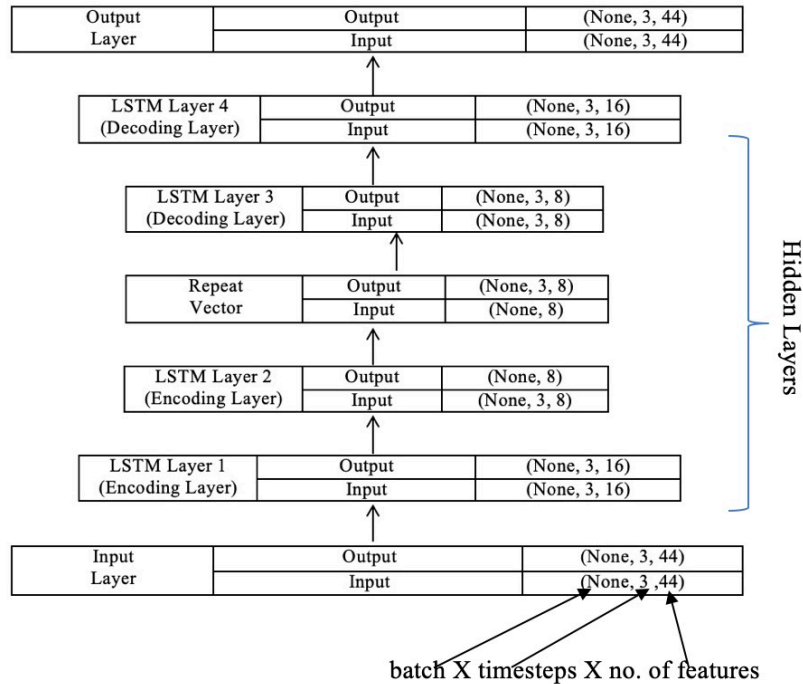 Output Layer Output (None, 3, 44)
Input (None, 3, 44)
LSTM Layer 4 (Decoding Layer) Output (None, 3, 16)
Input (None, 3, 16)
LSTM Layer 3 (Decoding Layer) Output (None, 3, 8)
Input (None, 3, 8)
Repeat Vector Output (None, 3, 8)
Input (None, 8)
LSTM Layer 2 (Encoding Layer) Output (None, 8)
Input (None, 3, 8)
LSTM Layer 1 (Encoding Layer) Output (None, 3, 16)
Input (None, 3, 16)
Input Layer Output (None, 3, 44)
Input (None, 3 ,44)
batch X timesteps X no. of features
Hidden Layers